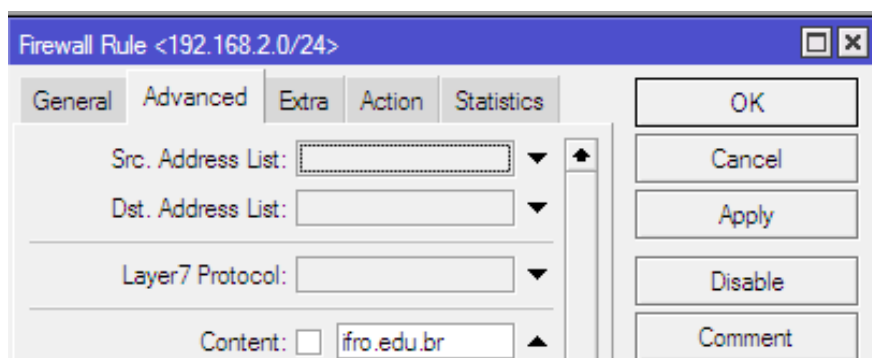 Firewall Rule <192.168.2.0/24>
General Advanced Extra Action Statistics
OK
Src. Address List:
Cancel
Dst. Address List:
Apply
Layer7 Protocol:
Disable
Content: ifro.edu.br
Comment